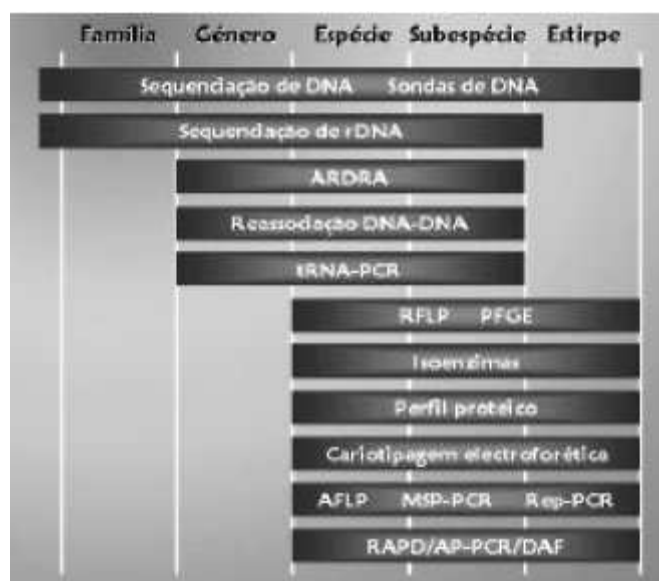 Família Género Espécie Subespécie Estirpe
Sequenciação de DNA Sondas de DNA
Sequenciação de rDNA
ARDRA
Reassociação DNA-DNA
tRNA-PCR
RFLP PFGE
Isoenzimas
Perfil proteico
Cariotipagem electroforética
AFLP MSP-PCR Rep-PCR
RAPD/AP-PCR/DAF